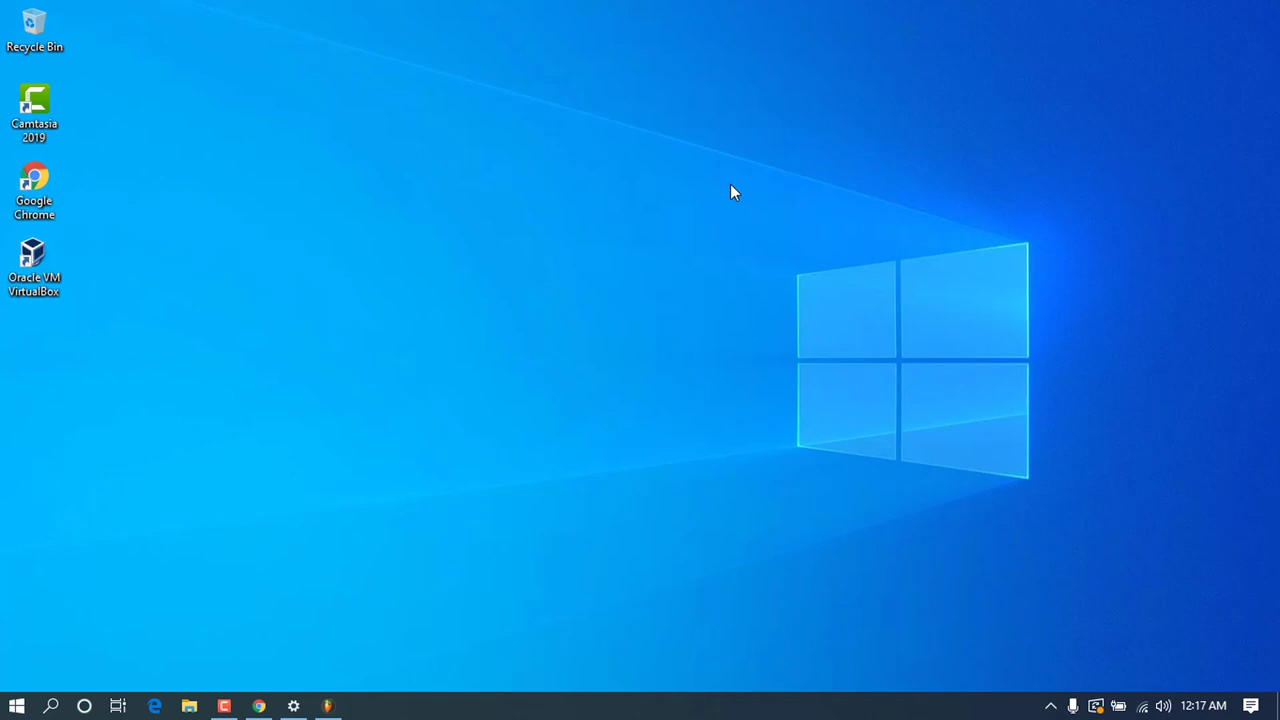 Recycle Bin
Camtasia
2019
Google
Chrome
Oracle VM
VirtualBox
12:17 AM